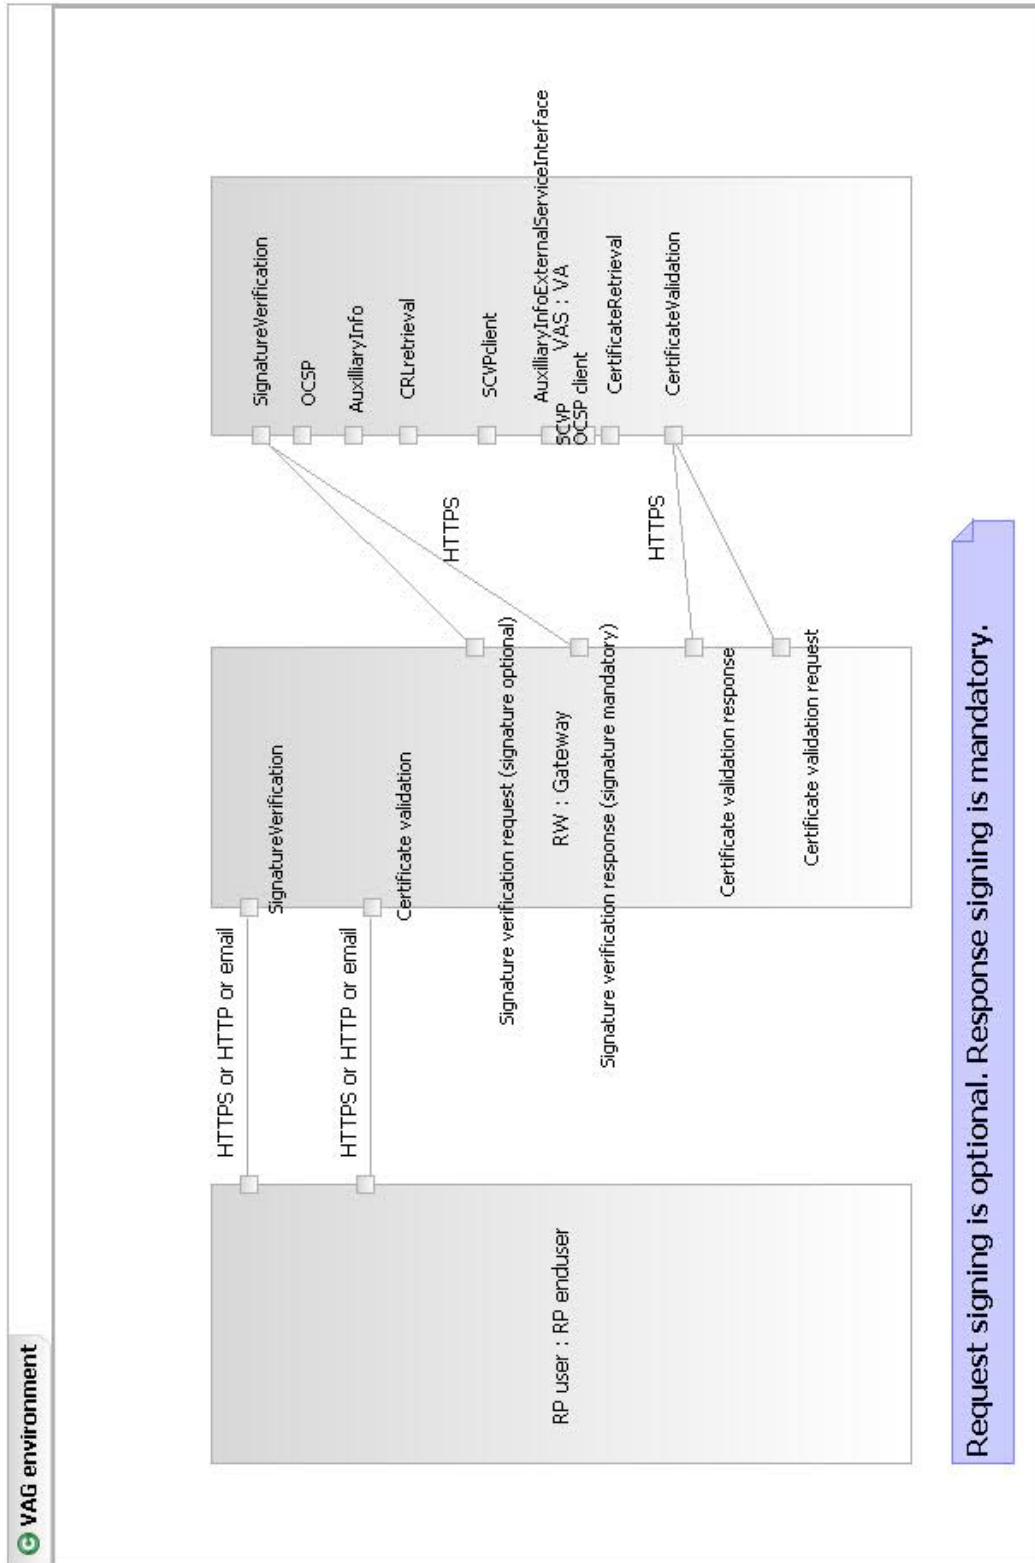 VAG environment
RP user : RP enduser
HTTPS or HTTP or email
HTTPS or HTTP or email
SignatureVerification
Certificate validation
Signature verification request (signature optional)
RW : Gateway
Signature verification response (signature mandatory)
Certificate validation response
Certificate validation request
HTTPS
HTTPS
SignatureVerification
OCSP
AuxilliaryInfo
CRLretrieval
SCVPclient
AuxilliaryInfoExternalServiceInterface
VAS : VA
SCVP
OCSP client
CertificateRetrieval
CertificateValidation
Request signing is optional. Response signing is mandatory.